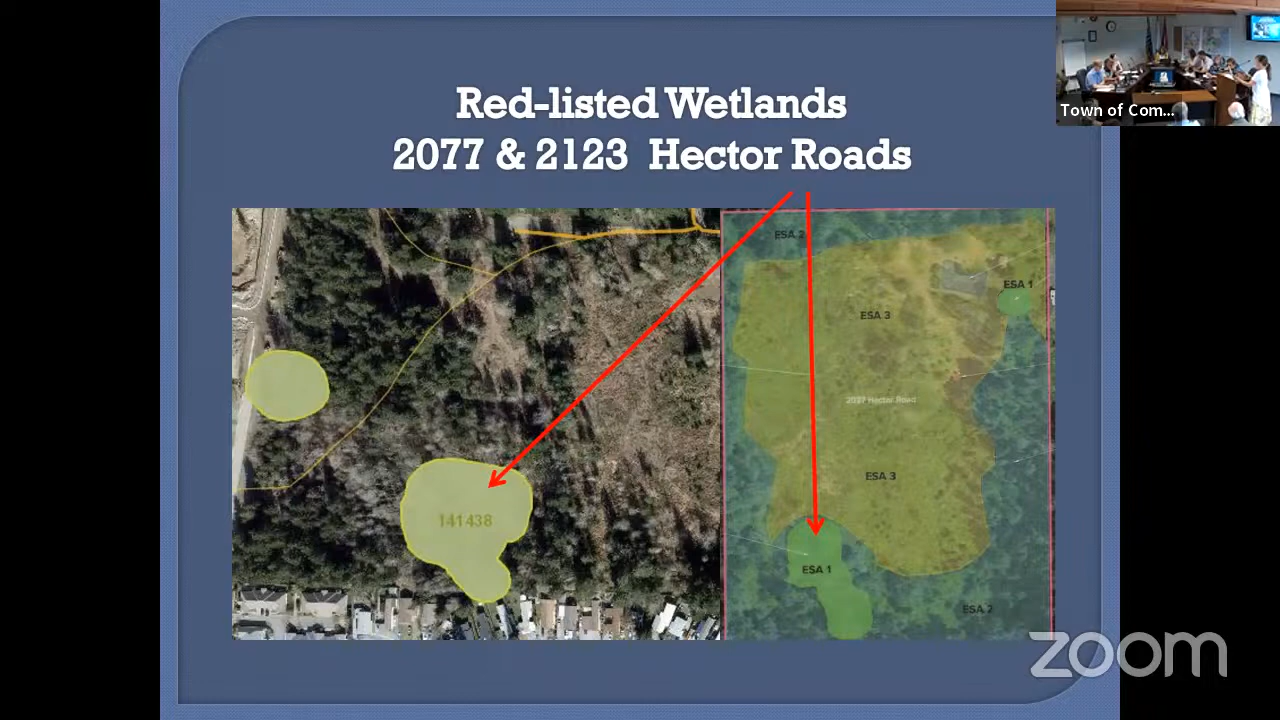 Red-listed Wetlands
2077 & 2123 Hector Roads
Town of Com...
ESA 2
ESA 1
ESA 3
2077 Hector Road
ESA 3
141438
ESA 1
ESA 2
zoom